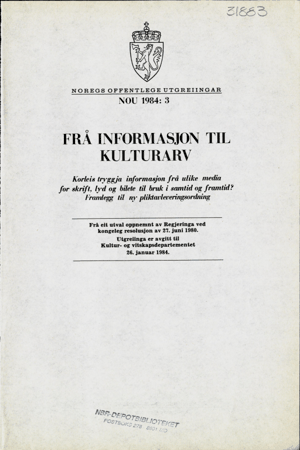 31883
NOREGS OFFENTLEGE UTGREIINGAR
NOU 1984: 3
FRÅ INFORMASJON TIL
KULTURARV
Korleis tryggja informasjon frå ulike media
for skrift, lyd og bilete til bruk i samtid og framtid?
Framlegg til ny pliktavleveringsordning
Frå eit utval oppnemnt av Regjeringa ved
kongeleg resolusjon av 27. juni 1980.
Utgreiinga er avgitt til
Kultur- og vitskapsdepartementet
26. januar 1984.
NBR-DEPOTBIBLIOTEKET